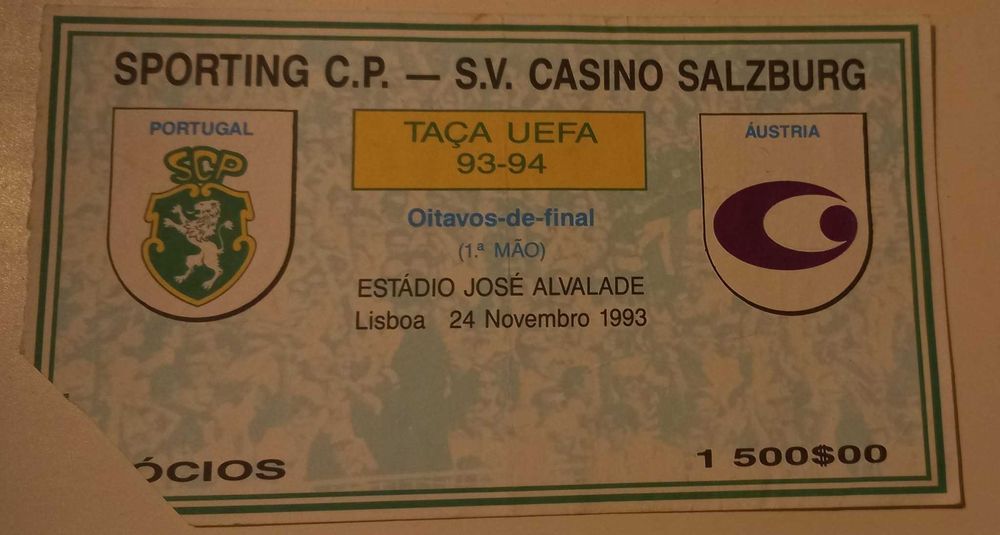 SPORTING C.P. — S.V. CASINO SALZBURG
PORTUGAL
SCP
TAÇA UEFA
93-94
ÁUSTRIA
Oitavos-de-final
(1.ª MÃO)
ESTÁDIO JOSÉ ALVALADE
Lisboa 24 Novembro 1993
ÓCIOS
1 500$00